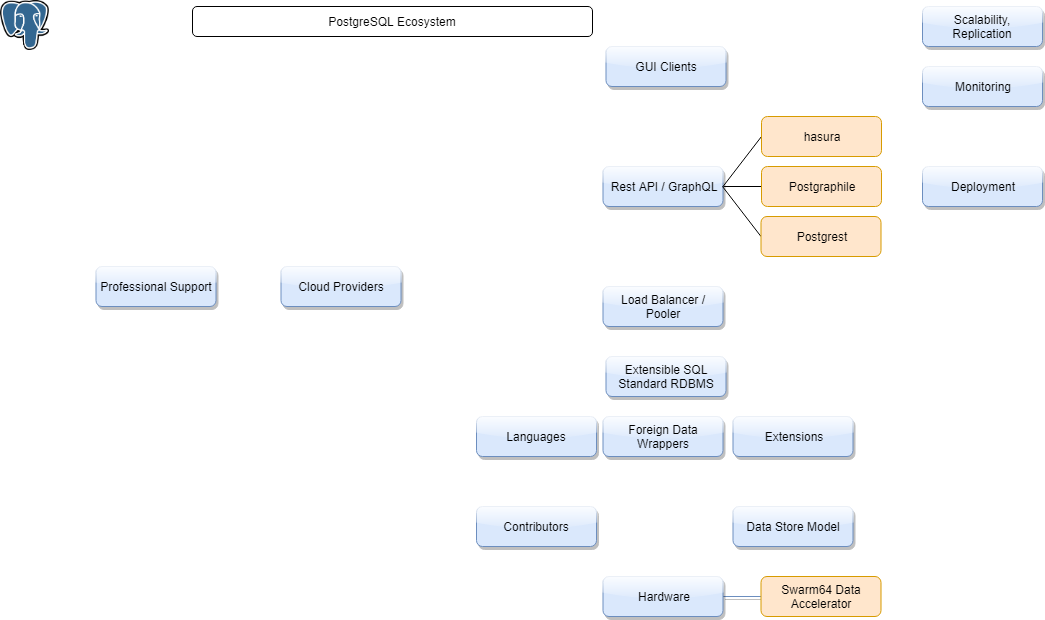 PostgreSQL Ecosystem
Scalability,
Replication
GUI Clients
Monitoring
hasura
Rest API / GraphQL
Postgraphile
Deployment
Postgrest
Professional Support
Cloud Providers
Load Balancer /
Pooler
Extensible SQL
Standard RDBMS
Languages
Foreign Data
Wrappers
Extensions
Contributors
Data Store Model
Hardware
Swarm64 Data
Accelerator